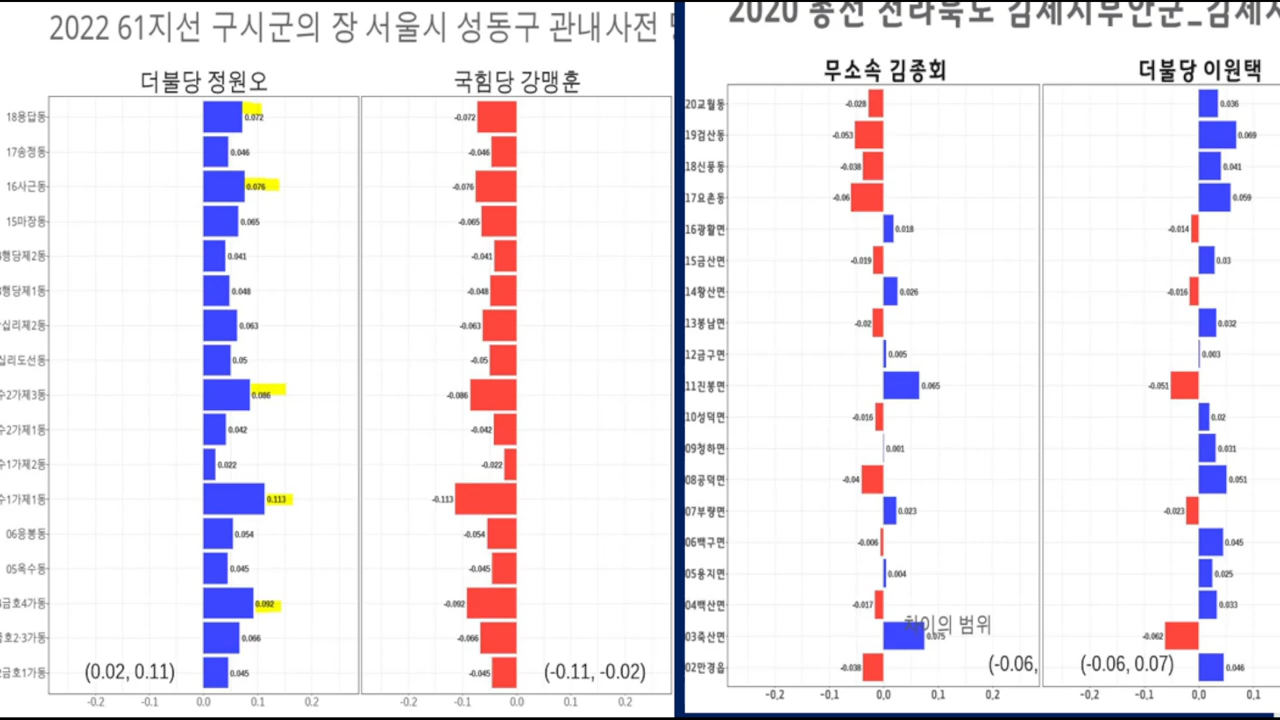 2022 61지선 구시군의 장 서울시 성동구 관내사전
더불당 정원오
국힘당 강맹훈
18용답동
0.072
-0.072
17송정동
0.046
-0.046
16사근동
0.076
-0.076
15마장동
0.065
-0.065
행당제2동
0.041
-0.041
행당제1동
0.048
-0.048
십리제2동
0.063
-0.063
십리도선동
0.05
-0.05
수2가제3동
0.086
-0.086
수2가제1동
0.042
-0.042
수1가제2동
0.022
-0.022
수1가제1동
0.113
-0.113
06응봉동
0.054
-0.054
05옥수동
0.045
-0.045
금호4가동
0.092
-0.092
호2·3가동
0.066
-0.066
금호1가동
0.045
-0.045
(0.02, 0.11)
(-0.11, -0.02)
-0.2 -0.1 0.0 0.1 0.2
-0.2 -0.1 0.0 0.1 0.2
2020 총선 전라북도 김제시부안군_김제시
무소속 김종회
더불당 이원택
20교월동
-0.028
0.036
19검산동
-0.053
0.069
18신풍동
-0.038
0.041
17요촌동
-0.06
0.059
16광활면
0.018
-0.014
15금산면
-0.019
0.03
14황산면
0.026
-0.016
13봉남면
-0.02
0.032
12금구면
0.005
0.003
11진봉면
0.065
-0.051
10성덕면
-0.016
0.02
09청하면
0.001
0.031
08공덕면
-0.04
0.051
07부량면
0.023
-0.023
06백구면
-0.006
0.045
05용지면
0.004
0.025
04백산면
-0.017
0.033
차이의 범위
03죽산면
0.075
-0.062
02만경읍
-0.038
0.046
(-0.06,
(-0.06, 0.07)
-0,2 -0,1 0,0 0,1 0,2
-0,2 -0,1 0,0 0,1